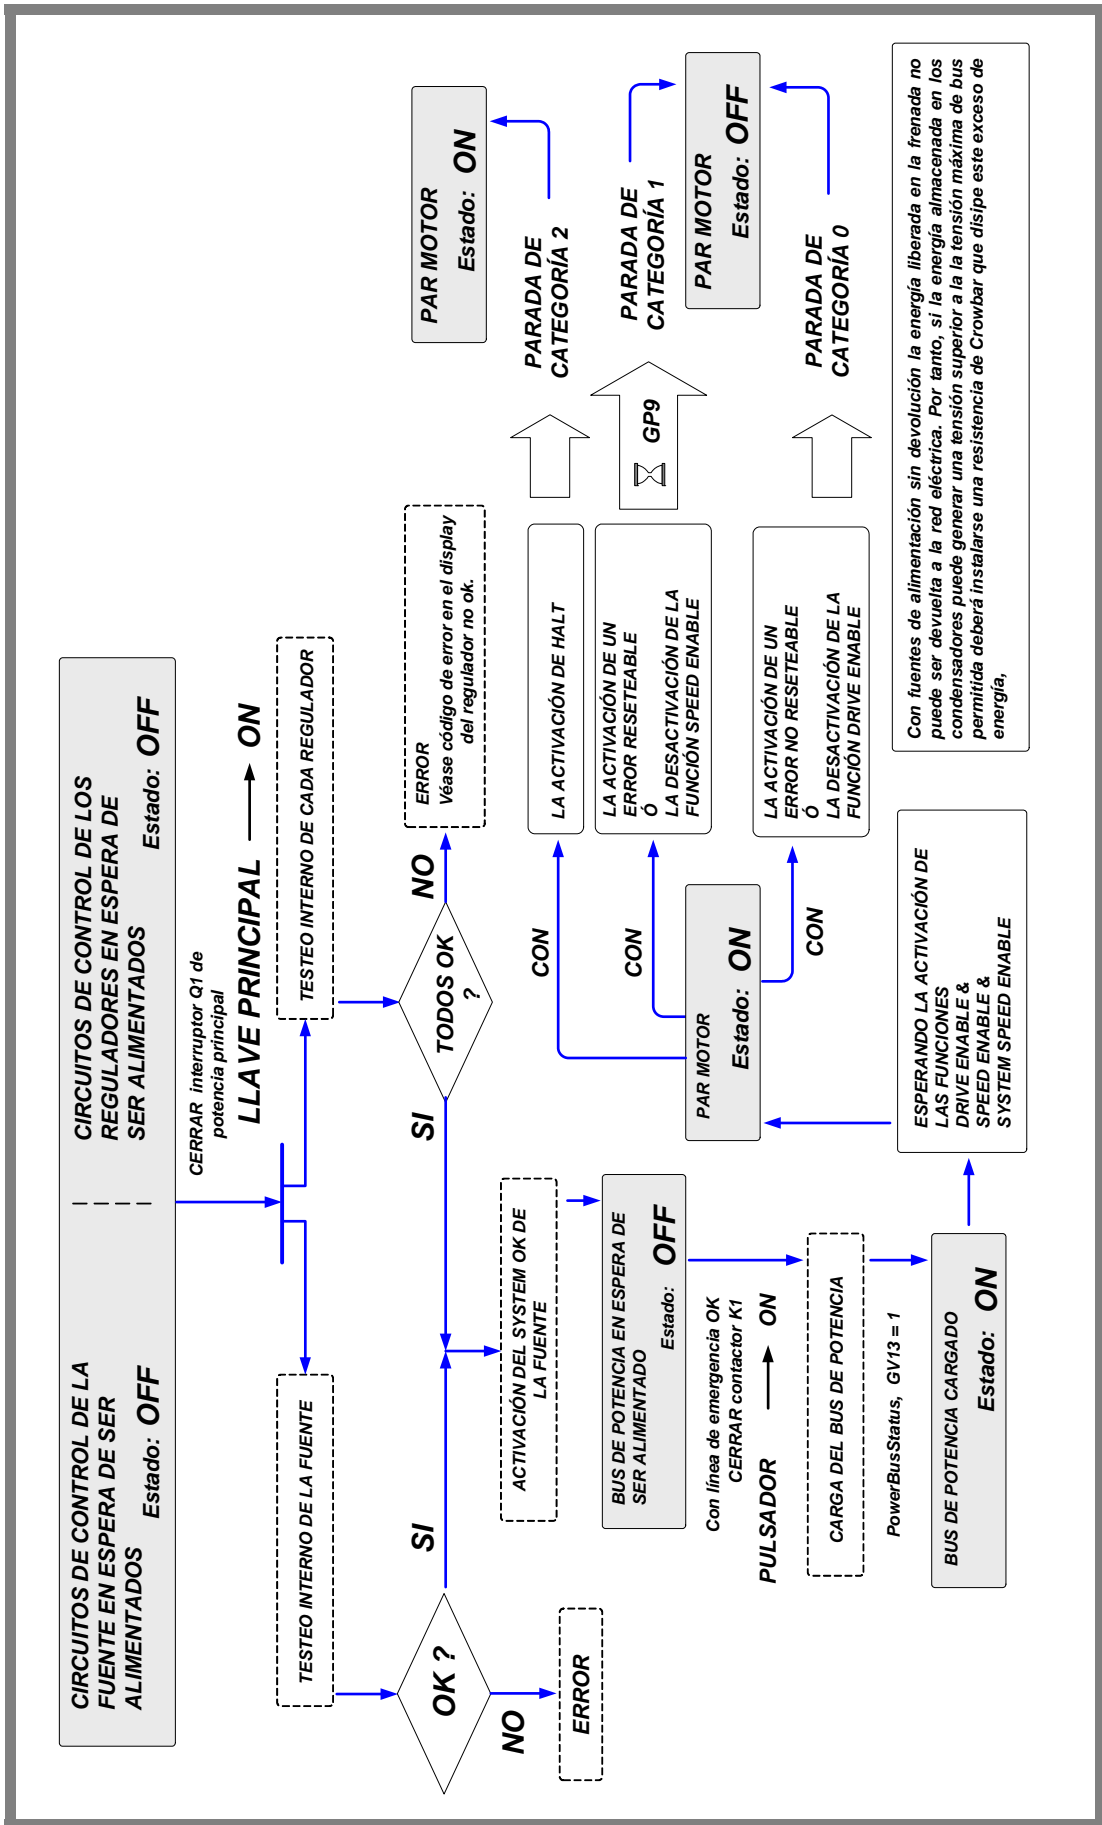 CIRCUITOS DE CONTROL DE LA
FUENTE EN ESPERA DE SER
ALIMENTADOS
Estado: OFF
CIRCUITOS DE CONTROL DE LOS
REGULADORES EN ESPERA DE
SER ALIMENTADOS
Estado: OFF
CERRAR interruptor Q1 de
potencia principal
LLAVE PRINCIPAL ON
TESTEO INTERNO DE LA FUENTE
TESTEO INTERNO DE CADA REGULADOR
OK ?
SI
NO
ERROR
TODOS OK
?
SI
NO
ERROR
Véase código de error en el display
del regulador no ok.
ACTIVACIÓN DEL SYSTEM OK DE
LA FUENTE
BUS DE POTENCIA EN ESPERA DE
SER ALIMENTADO
Estado: OFF
Con línea de emergencia OK
CERRAR contactor K1
PULSADOR ON
CARGA DEL BUS DE POTENCIA
PowerBusStatus, GV13 = 1
BUS DE POTENCIA CARGADO
Estado: ON
ESPERANDO LA ACTIVACIÓN DE
LAS FUNCIONES
DRIVE ENABLE &
SPEED ENABLE &
SYSTEM SPEED ENABLE
PAR MOTOR
Estado: ON
CON
CON
CON
LA ACTIVACIÓN DE HALT
LA ACTIVACIÓN DE UN
ERROR RESETEABLE
Ó
LA DESACTIVACIÓN DE LA
FUNCIÓN SPEED ENABLE
LA ACTIVACIÓN DE UN
ERROR NO RESETEABLE
Ó
LA DESACTIVACIÓN DE LA
FUNCIÓN DRIVE ENABLE
GP9
PARADA DE
CATEGORÍA 2
PARADA DE
CATEGORÍA 1
PARADA DE
CATEGORÍA 0
PAR MOTOR
Estado: ON
PAR MOTOR
Estado: OFF
Con fuentes de alimentación sin devolución la energía liberada en la frenada no
puede ser devuelta a la red eléctrica. Por tanto, si la energía almacenada en los
condensadores puede generar una tensión superior a la la tensión máxima de bus
permitida deberá instalarse una resistencia de Crowbar que disipe este exceso de
energía,